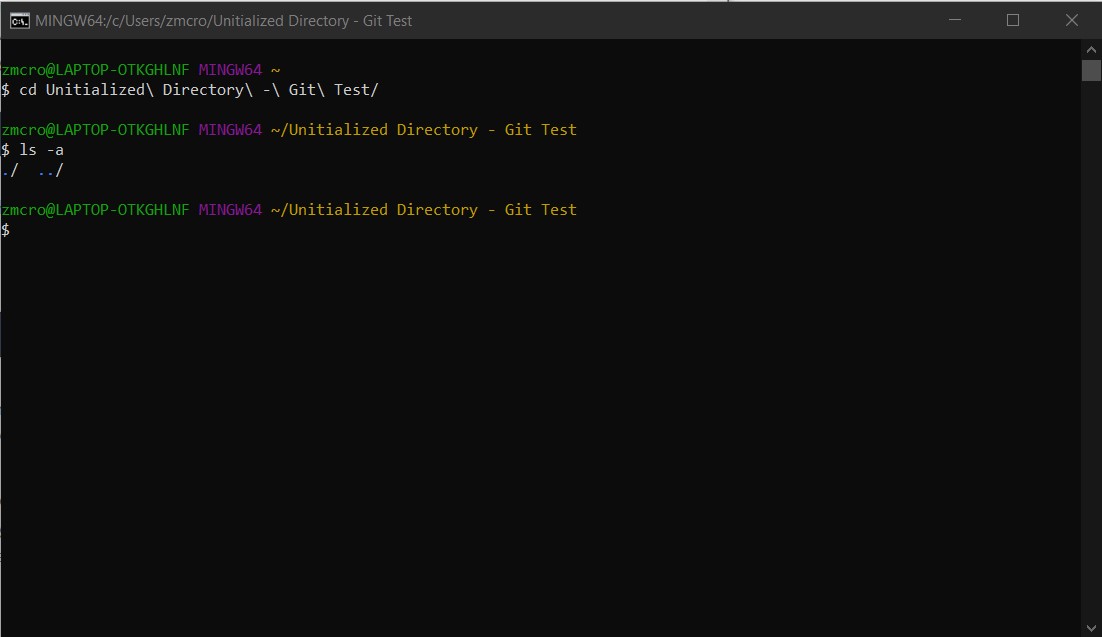 MINGW64:/c/Users/zmcro/Unitialized Directory - Git Test
zmcro@LAPTOP-OTKGHLNF MINGW64 ~
$ cd Unitialized\ Directory\ -\ Git\ Test/
zmcro@LAPTOP-OTKGHLNF MINGW64 ~/Unitialized Directory - Git Test
$ ls -a
./  ../
zmcro@LAPTOP-OTKGHLNF MINGW64 ~/Unitialized Directory - Git Test
$